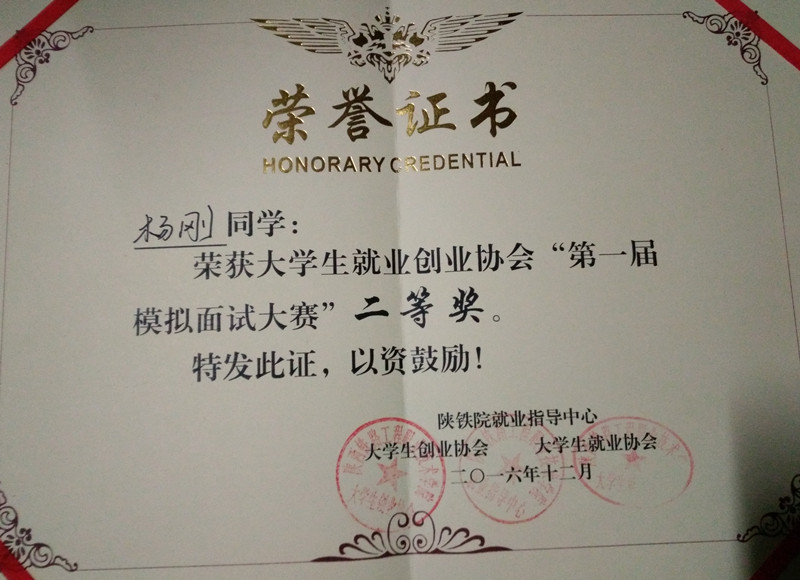 荣誉证书
HONORARY CREDENTIAL
杨刚同学：
荣获大学生就业创业协会“第一届
模拟面试大赛”二等奖。
特发此证，以资鼓励！
陕铁院就业指导中心
大学生创业协会 大学生就业协会
二〇一六年十二月